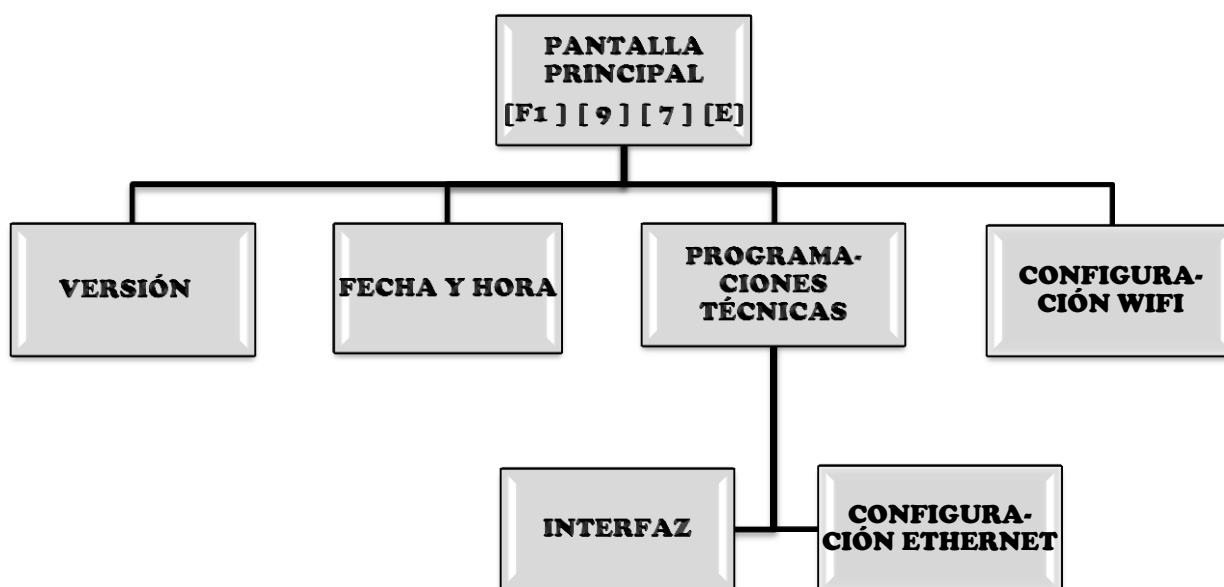 PANTALLA
PRINCIPAL
[F1 ] [ 9 ] [ 7 ] [E]
VERSIÓN
FECHA Y HORA
PROGRAMA-
CIONES
TÉCNICAS
CONFIGURA-
CIÓN WIFI
INTERFAZ
CONFIGURA-
CIÓN ETHERNET